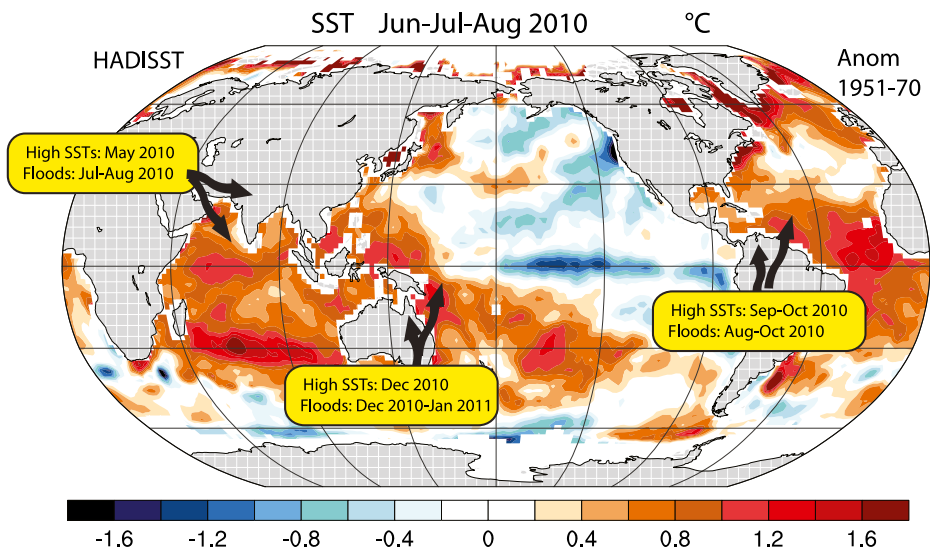 SST Jun-Jul-Aug 2010 °C
HADISST
Anom
1951-70
High SSTs: May 2010
Floods: Jul-Aug 2010
High SSTs: Sep-Oct 2010
Floods: Aug-Oct 2010
High SSTs: Dec 2010
Floods: Dec 2010-Jan 2011
-1.6 -1.2 -0.8 -0.4 0 0.4 0.8 1.2 1.6